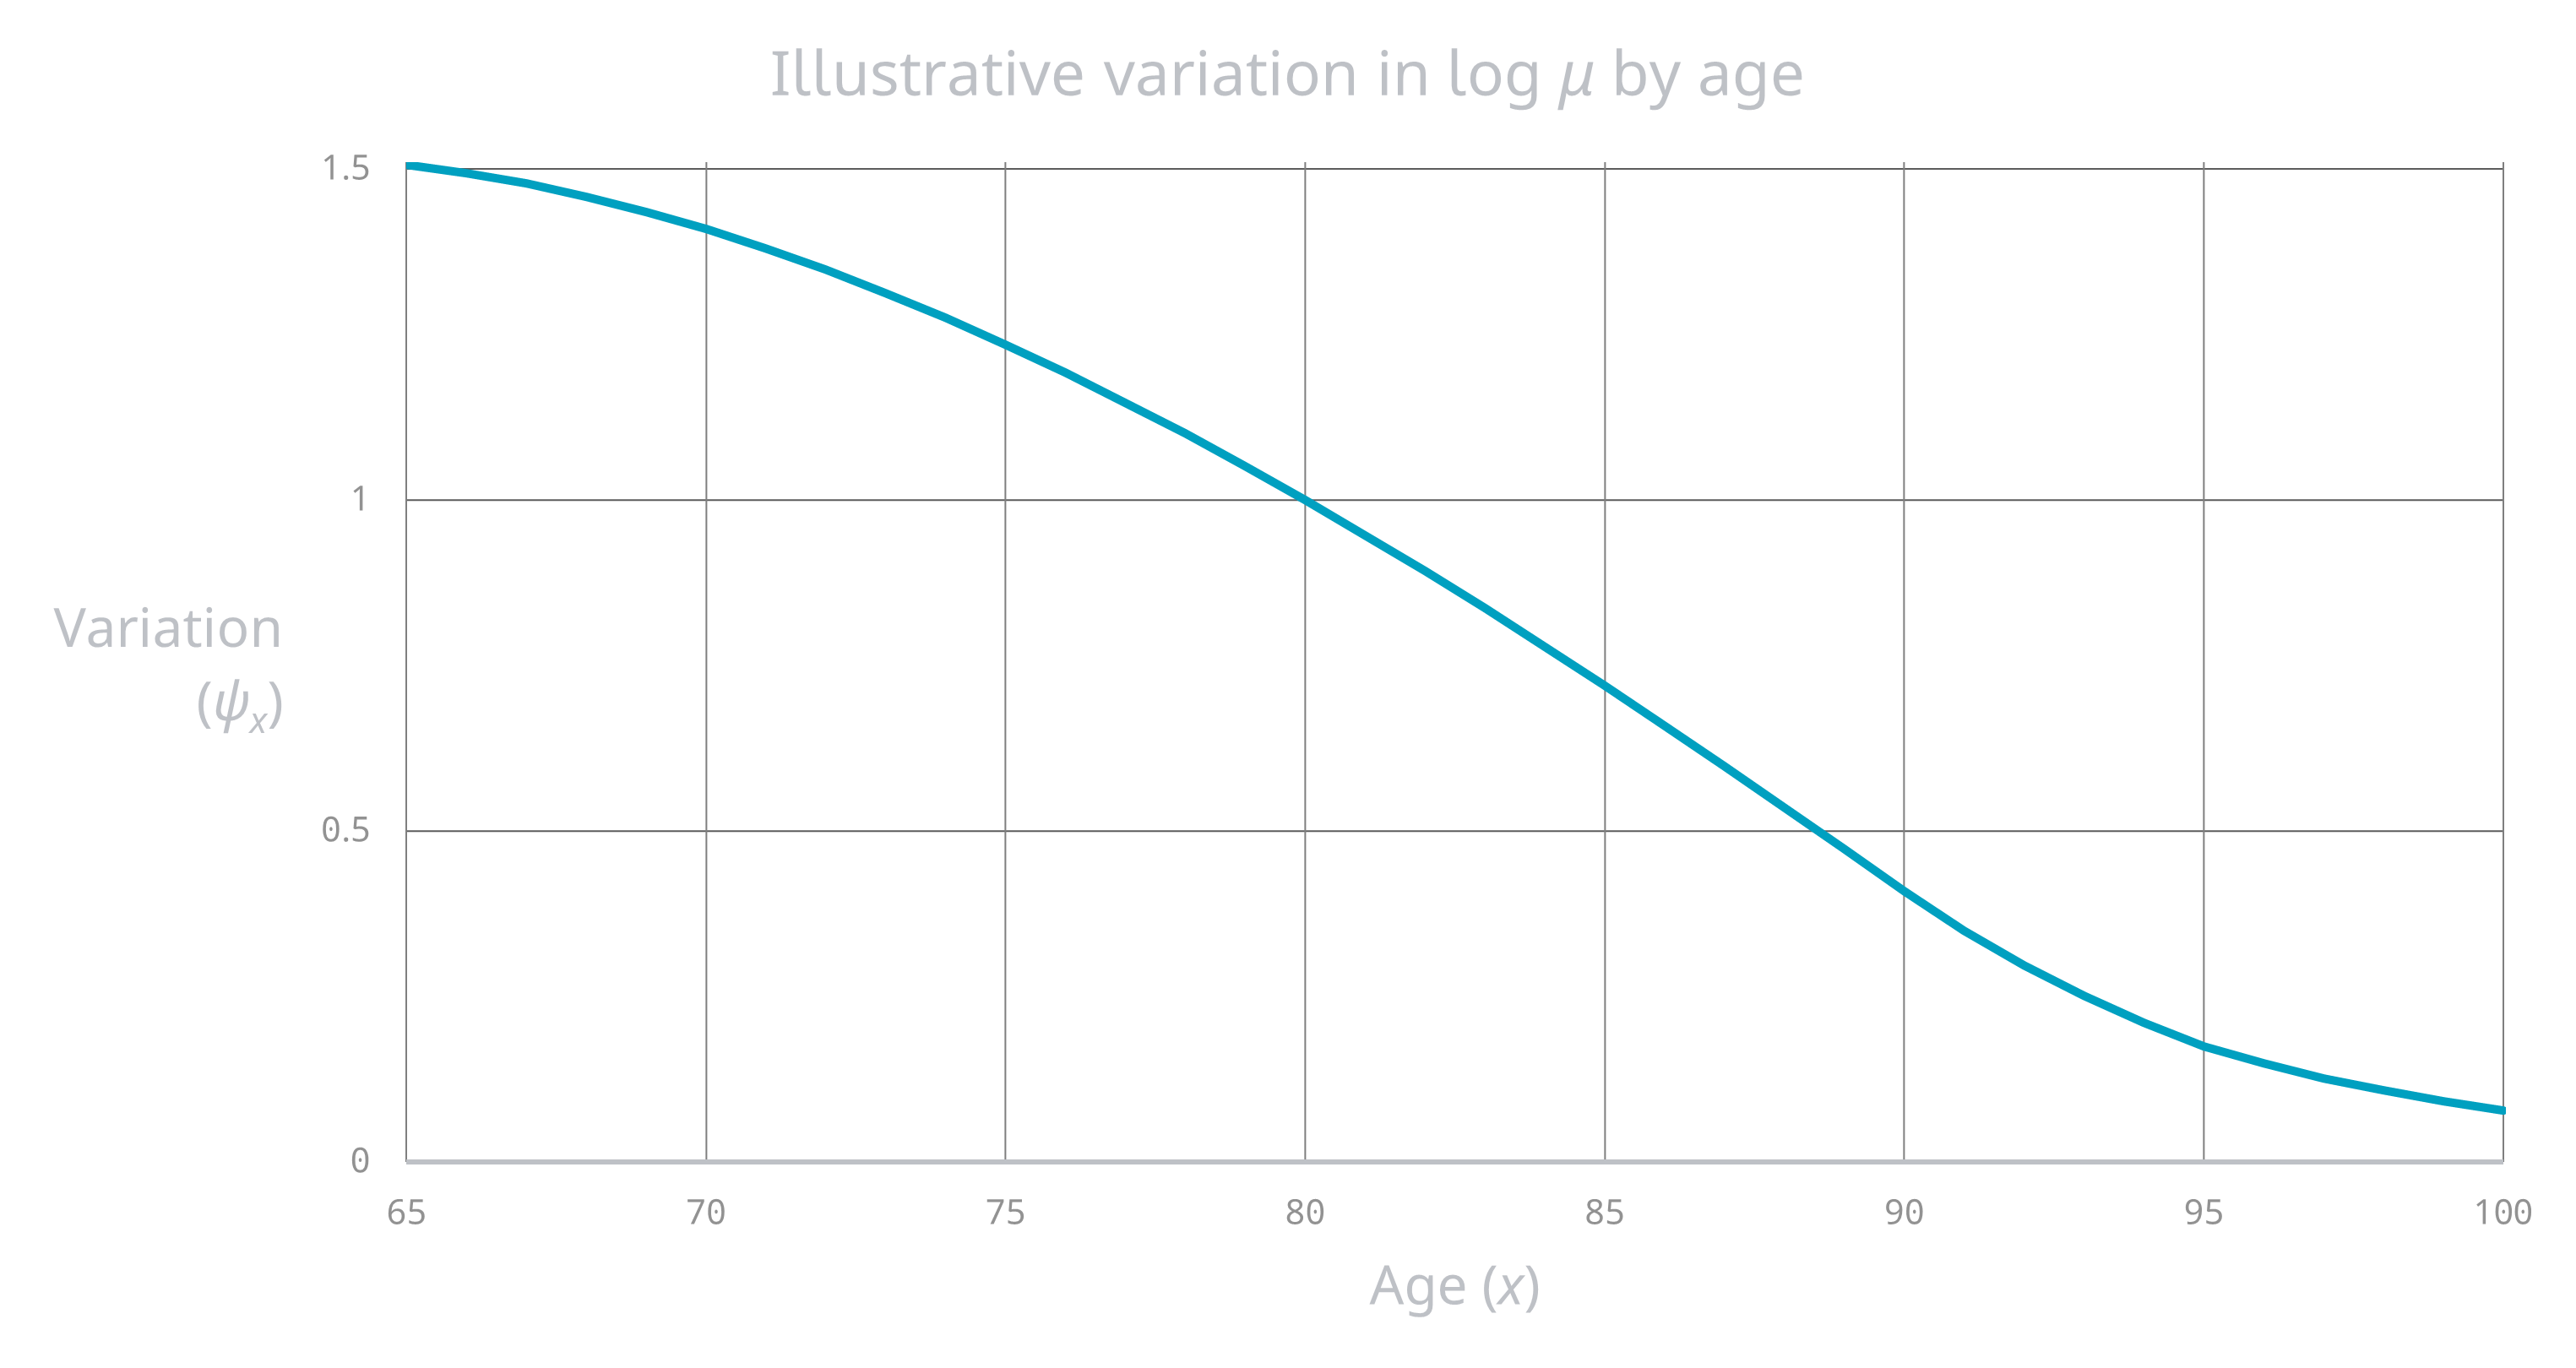 Illustrative variation in log μ by age
1.5
1
Variation
(ψx)
0.5
0
65 70 75 80 85 90 95 100
Age (x)